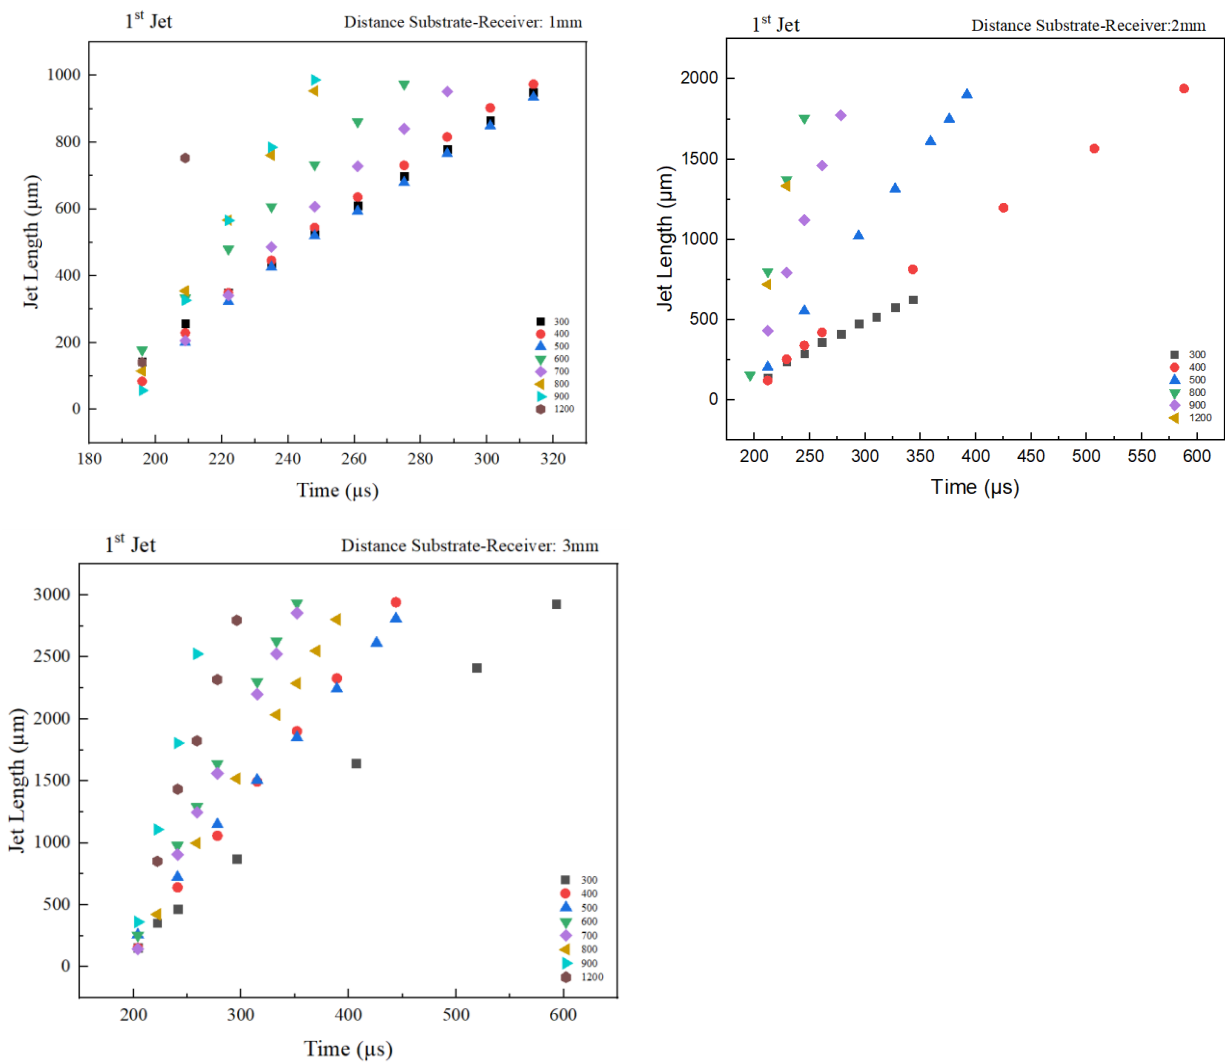 1st Jet
Distance Substrate-Receiver: 1mm
Jet Length (µm)
1000
800
600
400
200
0
300
400
500
600
700
800
900
1200
180 200 220 240 260 280 300 320
Time (µs)
1st Jet
Distance Substrate-Receiver:2mm
Jet Length (µm)
2000
1500
1000
500
0
300
400
500
800
900
1200
200 250 300 350 400 450 500 550 600
Time (µs)
1st Jet
Distance Substrate-Receiver: 3mm
Jet Length (µm)
3000
2500
2000
1500
1000
500
0
300
400
500
600
700
800
900
1200
200 300 400 500 600
Time (µs)